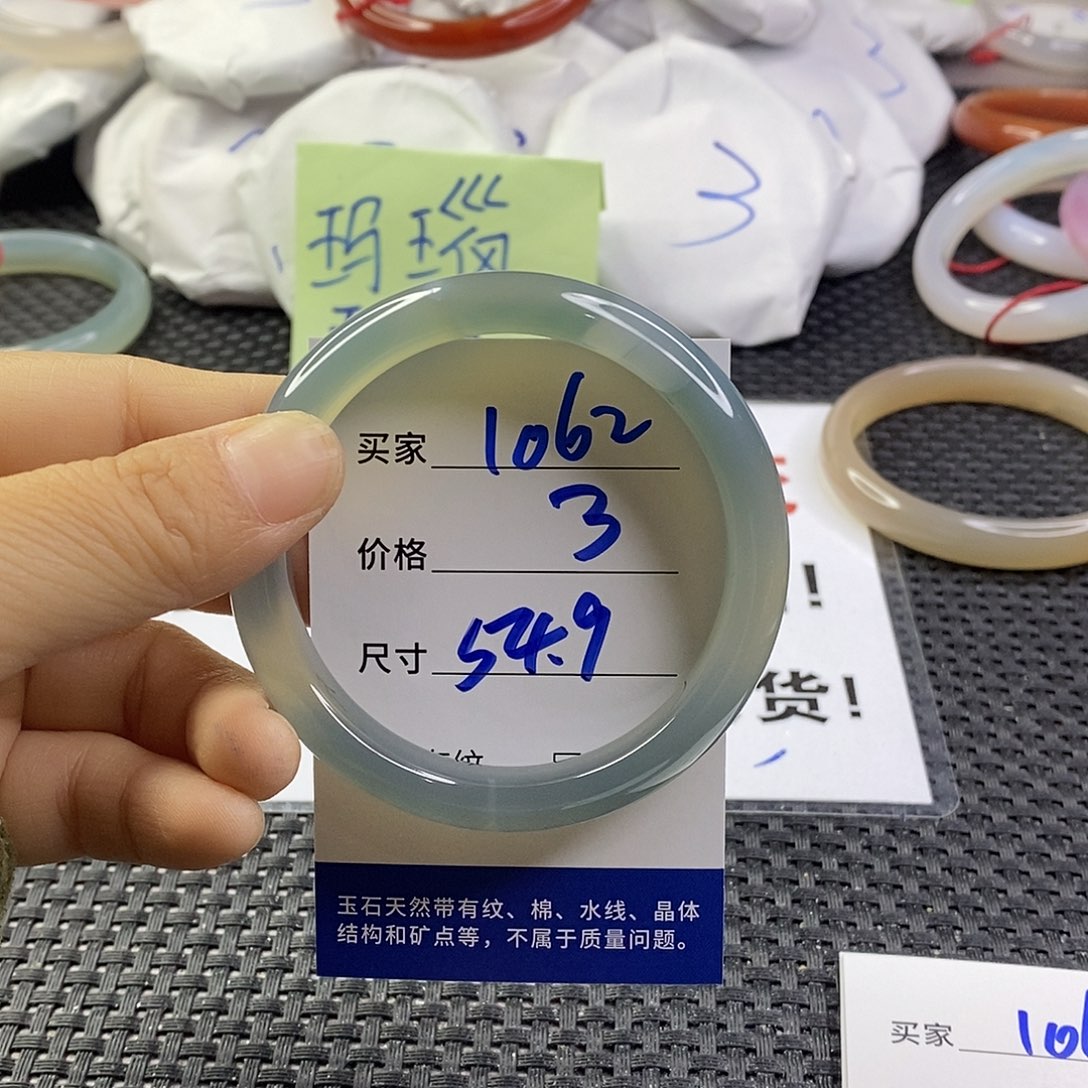 3
玛瑙
买家 1062
价格 3
尺寸 54.9
货!
玉石天然带有纹、棉、水线、晶体
结构和矿点等，不属于质量问题。
买家 10